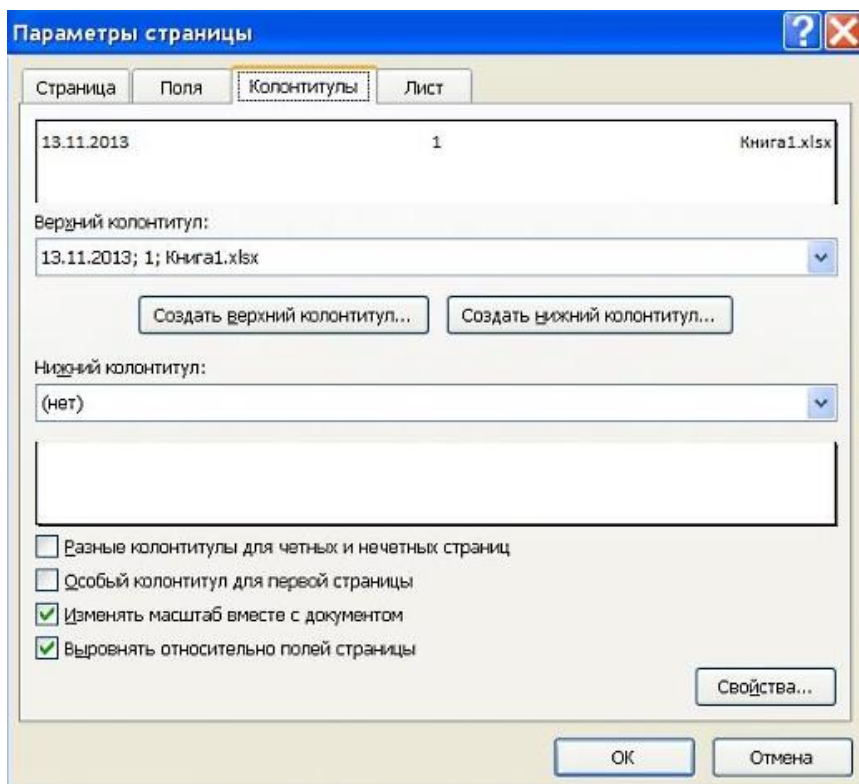 Параметры страницы
Страница Поля Колонтитулы Лист
13.11.2013 1 Книга1.xlsx
Верхний колонтитул:
13.11.2013; 1; Книга1.xlsx
Создать верхний колонтитул... Создать нижний колонтитул...
Нижний колонтитул:
(нет)
Разные колонтитулы для четных и нечетных страниц
Особый колонтитул для первой страницы
Изменять масштаб вместе с документом
Выровнять относительно полей страницы
Свойства...
ОК Отмена